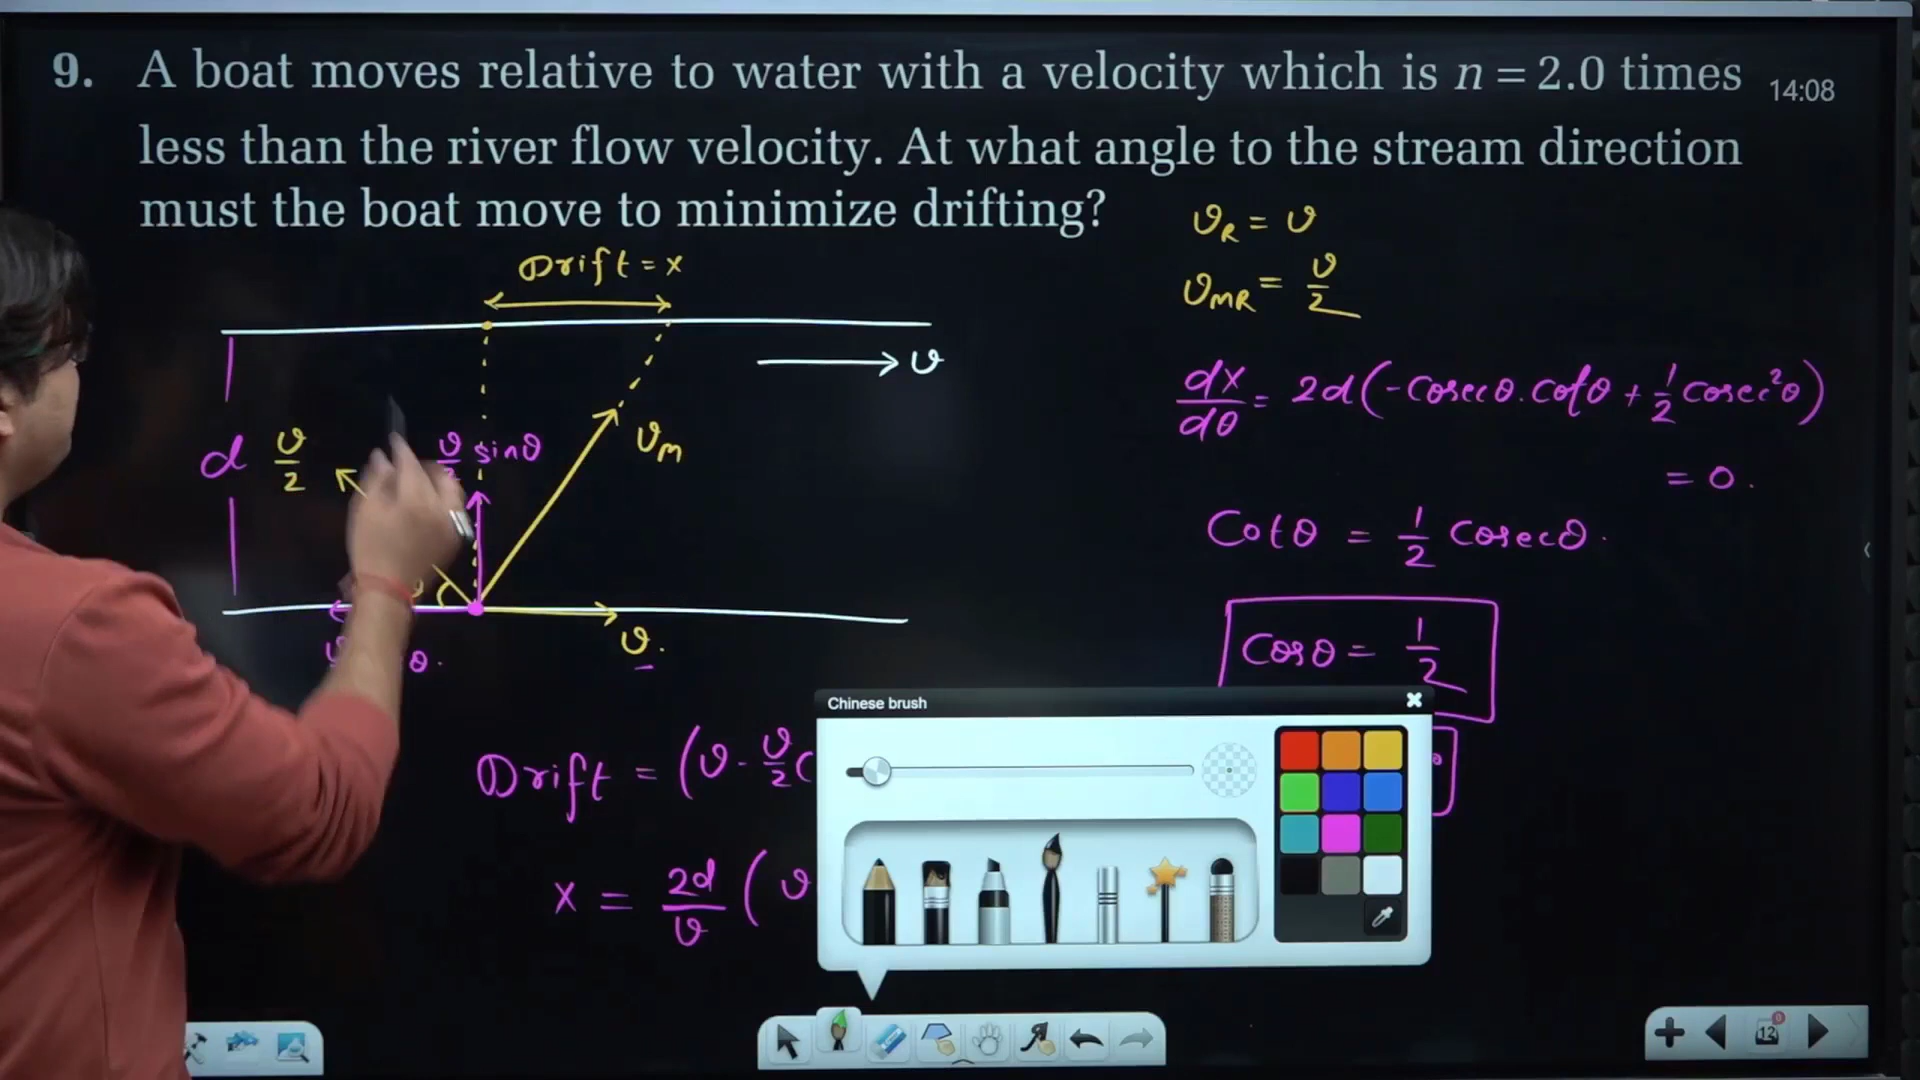 9. A boat moves relative to water with a velocity which is n = 2.0 times
14:08
less than the river flow velocity. At what angle to the stream direction
must the boat move to minimize drifting?
Drift = x
v_R = v
v_MR = v/2
v
dx/dθ = 2d(-cosecθ.cotθ + 1/2 cosec²θ)
= 0.
d v/2
sinθ
v_M
Cotθ = 1/2 Cosecθ.
v.
θ.
Cosθ = 1/2
Chinese brush
Drift = (v - v/2 (
x = 2d/v ( v
12